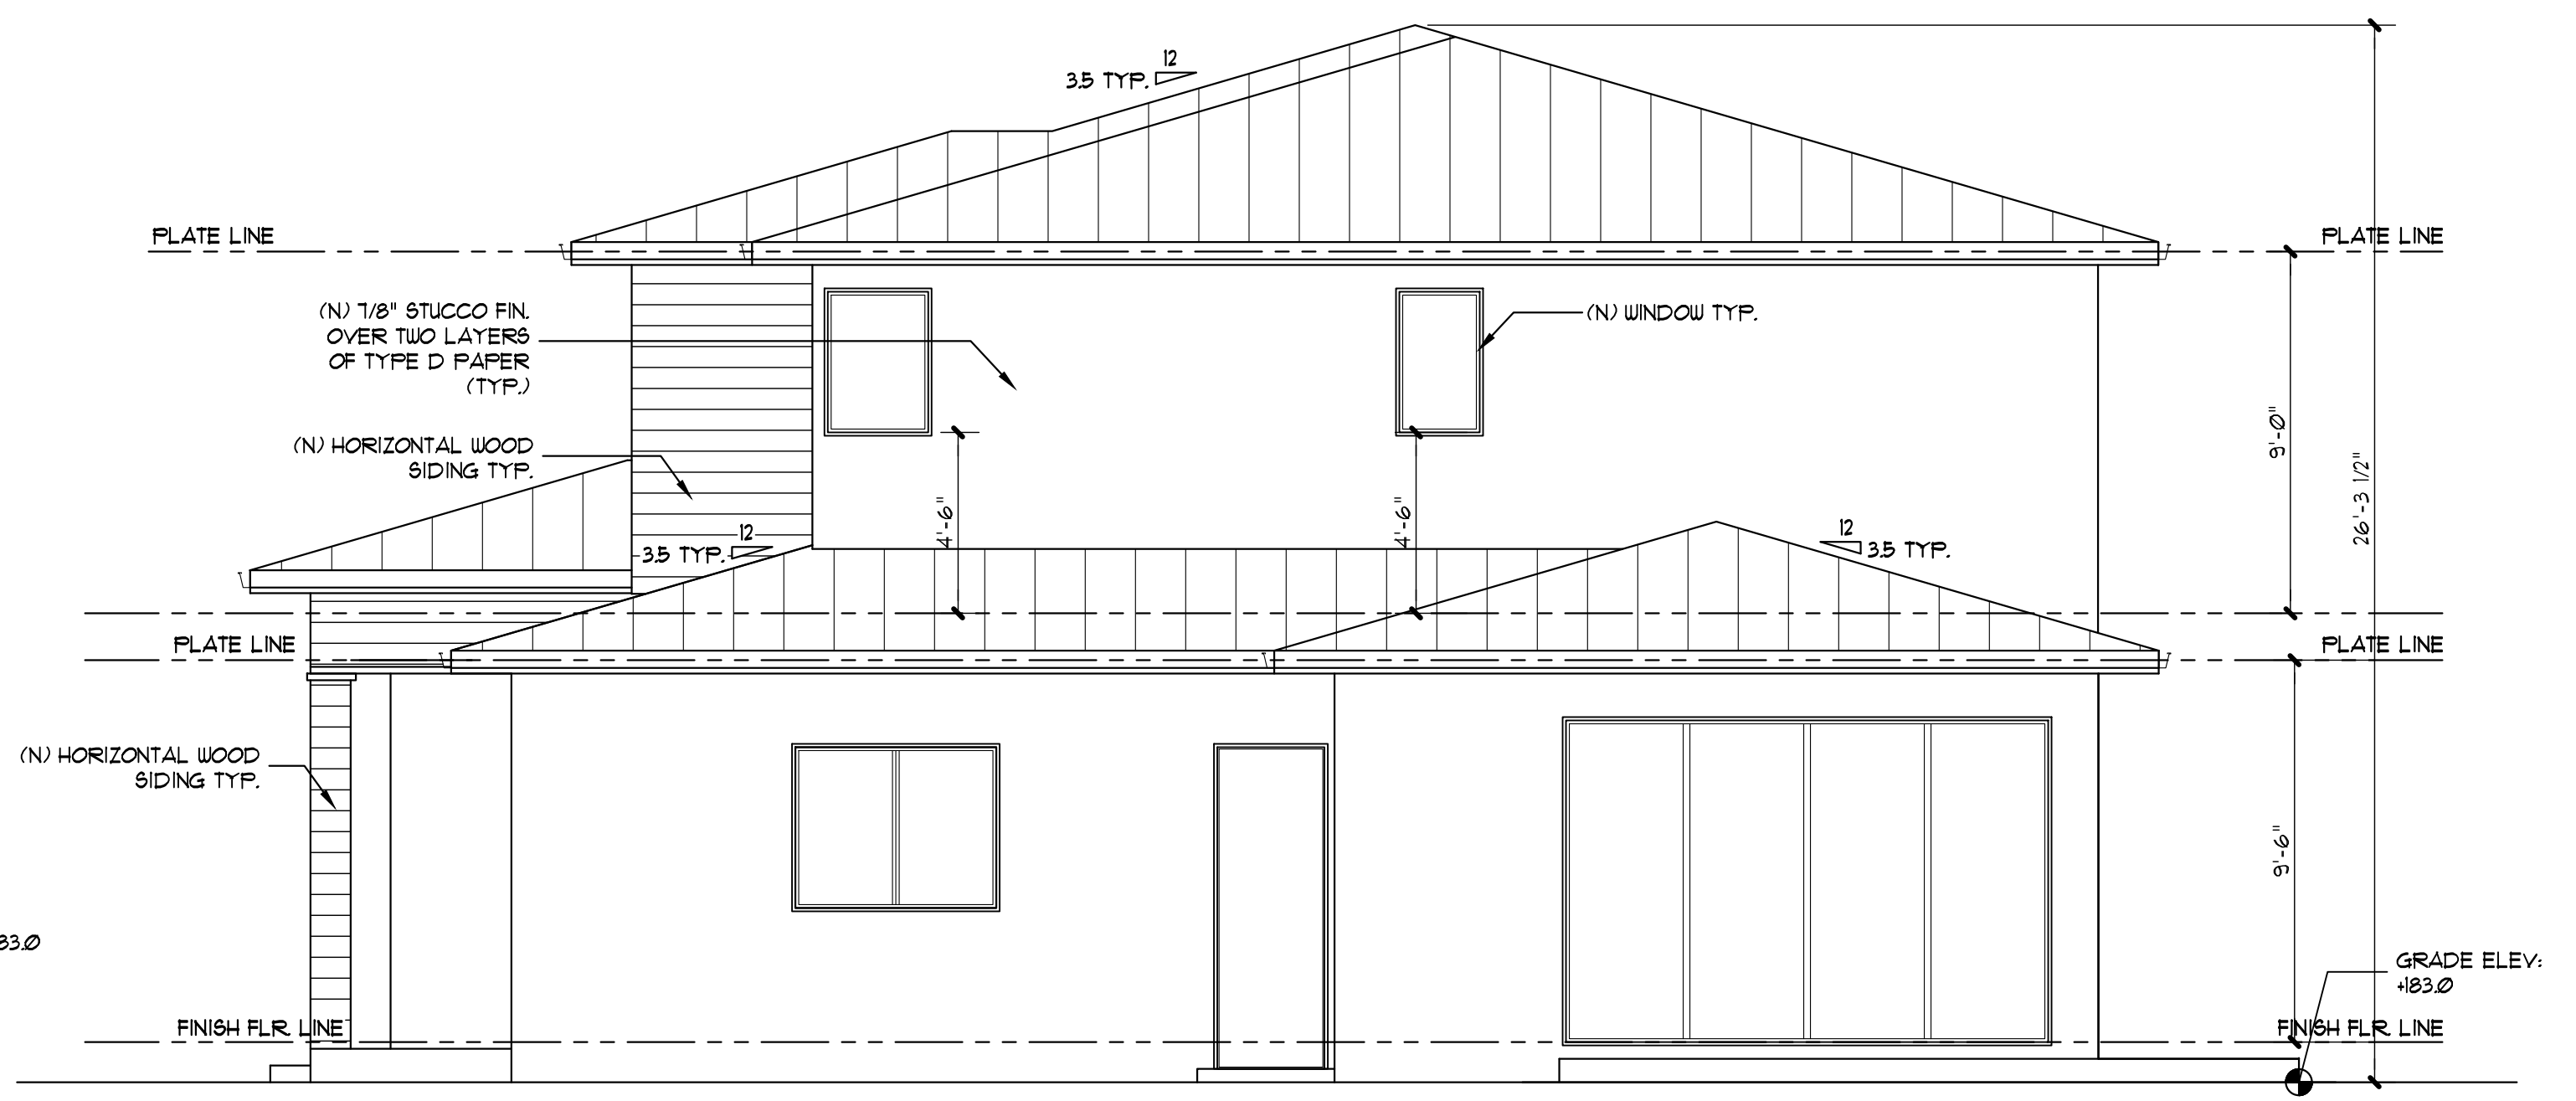 12
3.5 TYP.
PLATE LINE
PLATE LINE
(N) 7/8" STUCCO FIN.
OVER TWO LAYERS
OF TYPE D PAPER
(TYP.)
(N) WINDOW TYP.
(N) HORIZONTAL WOOD
SIDING TYP.
9'-0"
26'-3 1/2"
4'-6"
4'-6"
12
3.5 TYP.
12
3.5 TYP.
PLATE LINE
PLATE LINE
(N) HORIZONTAL WOOD
SIDING TYP.
9'-6"
83.0
GRADE ELEV:
+183.0
FINISH FLR LINE
FINISH FLR LINE